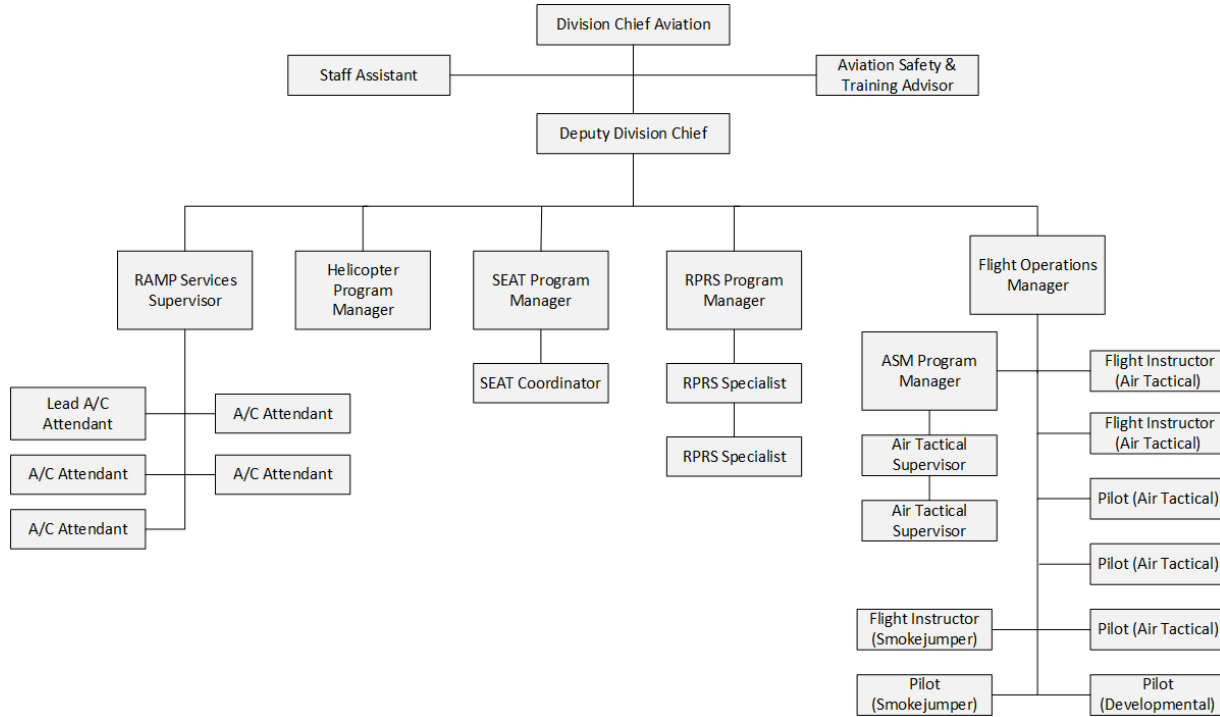 Division Chief Aviation
Staff Assistant
Aviation Safety &
Training Advisor
Deputy Division Chief
RAMP Services
Supervisor
Helicopter
Program
Manager
SEAT Program
Manager
RPRS Program
Manager
Flight Operations
Manager
Lead A/C
Attendant
A/C Attendant
A/C Attendant
A/C Attendant
A/C Attendant
SEAT Coordinator
RPRS Specialist
RPRS Specialist
ASM Program
Manager
Air Tactical
Supervisor
Air Tactical
Supervisor
Flight Instructor
(Air Tactical)
Flight Instructor
(Air Tactical)
Pilot (Air Tactical)
Pilot (Air Tactical)
Flight Instructor
(Smokejumper)
Pilot (Air Tactical)
Pilot
(Smokejumper)
Pilot
(Developmental)